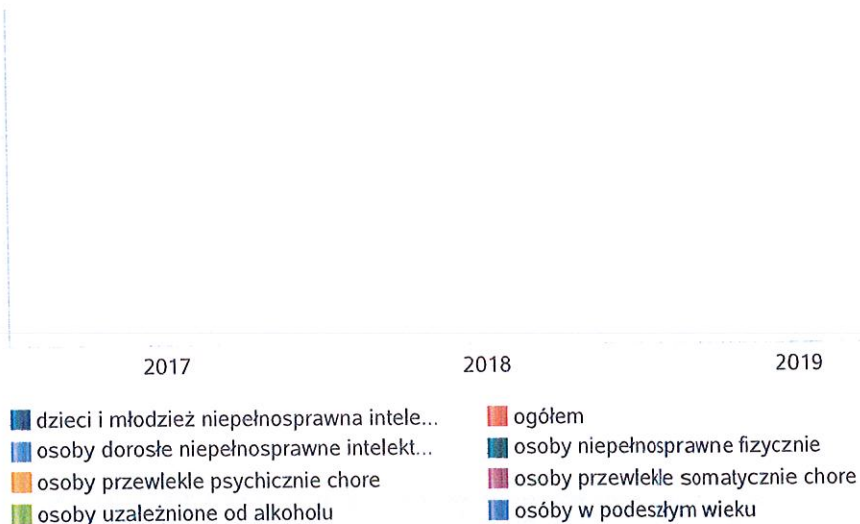 2017 2018 2019
dzieci i młodzież niepełnosprawna intele...
osoby dorosłe niepełnosprawne intelekt...
osoby przewlekle psychicznie chore
osoby uzależnione od alkoholu
ogółem
osoby niepełnosprawne fizycznie
osoby przewlekle somatycznie chore
osóby w podeszłym wieku